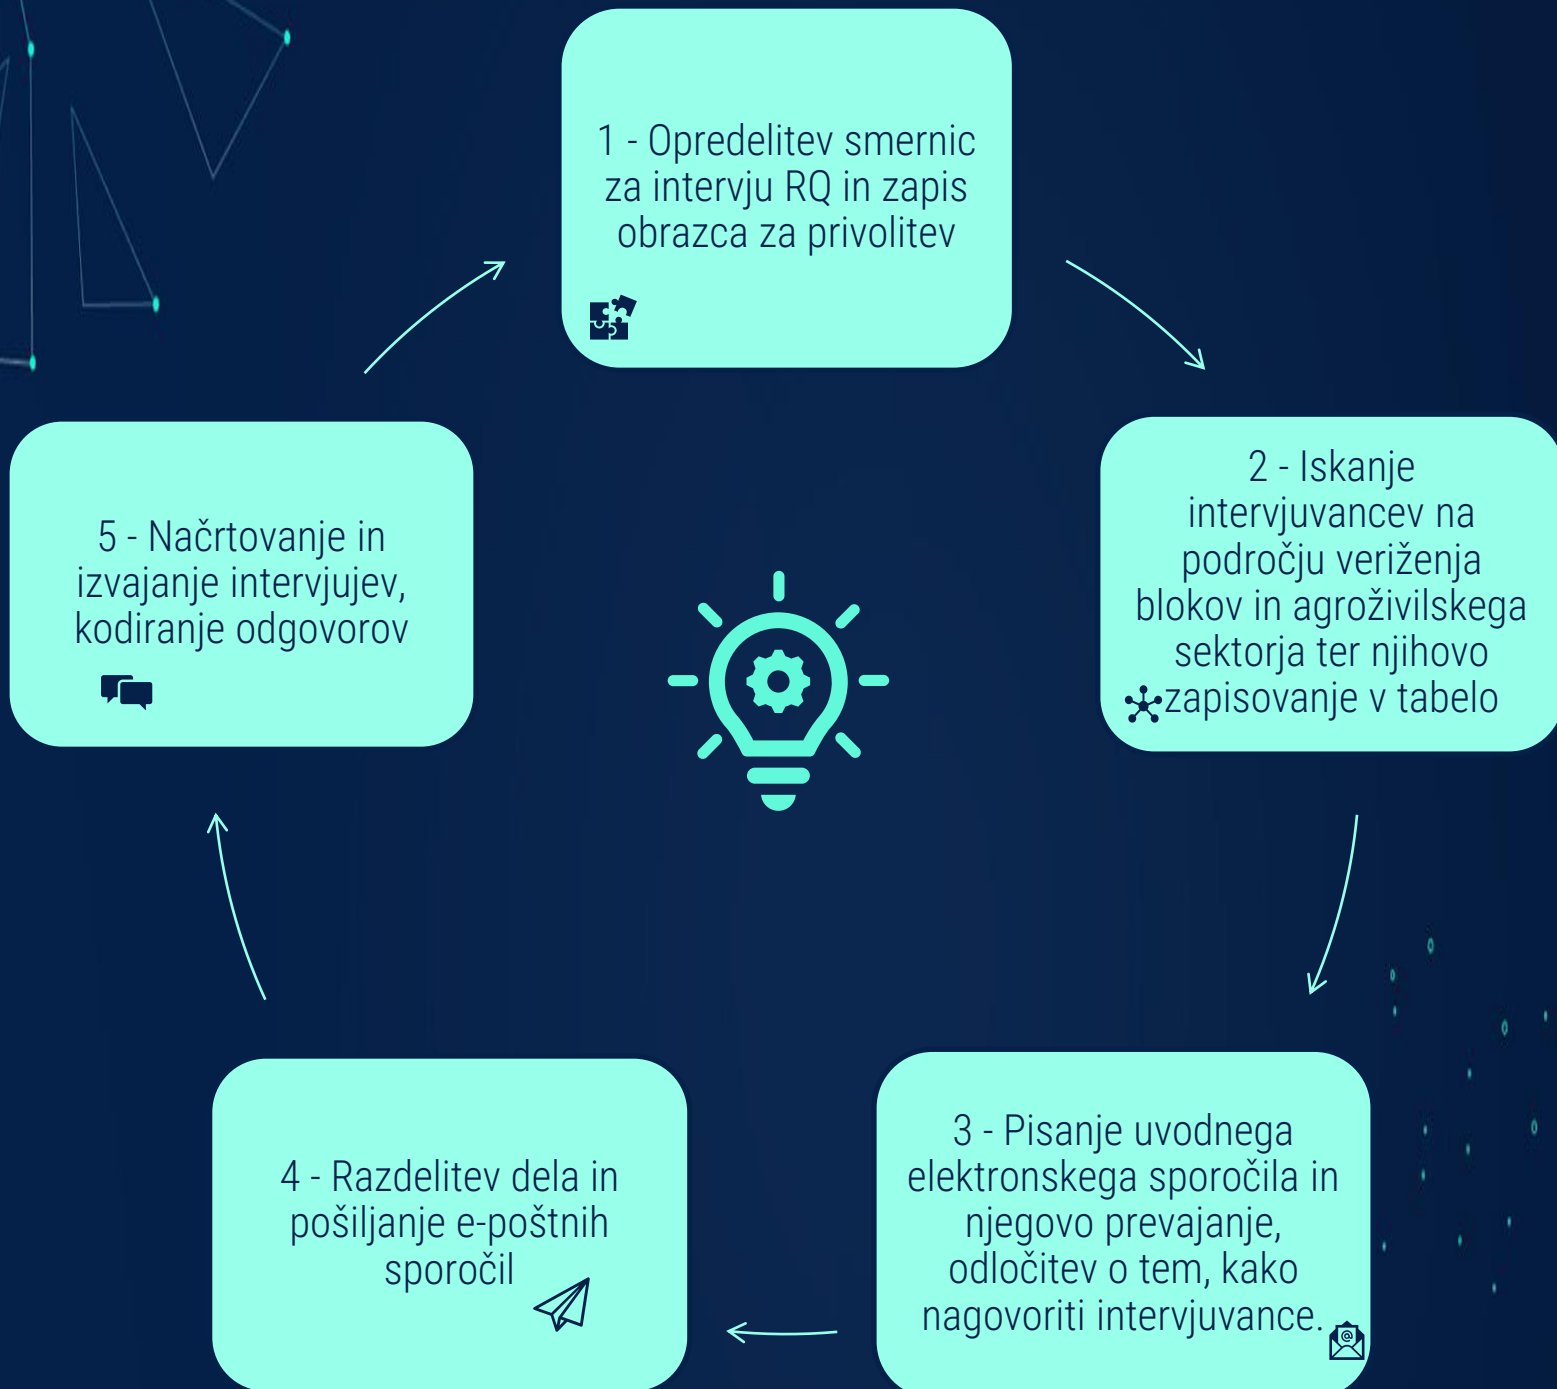 1 - Opredelitev smernic
za intervju RQ in zapis
obrazca za privolitev
2 - Iskanje
intervjuvancev na
področju veriženja
blokov in agroživilskega
sektorja ter njihovo
zapisovanje v tabelo
3 - Pisanje uvodnega
elektronskega sporočila in
njegovo prevajanje,
odločitev o tem, kako
nagovoriti intervjuvance.
4 - Razdelitev dela in
pošiljanje e-poštnih
sporočil
5 - Načrtovanje in
izvajanje intervjujev,
kodiranje odgovorov